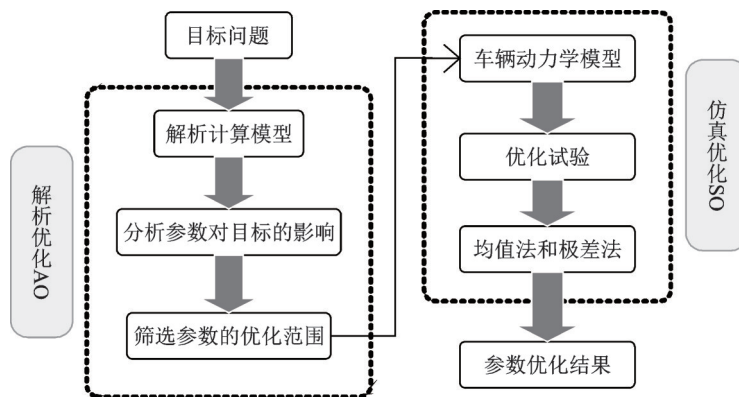 目标问题
解析计算模型
分析参数对目标的影响
筛选参数的优化范围
解析优化AO
车辆动力学模型
优化试验
均值法和极差法
参数优化结果
仿真优化SO